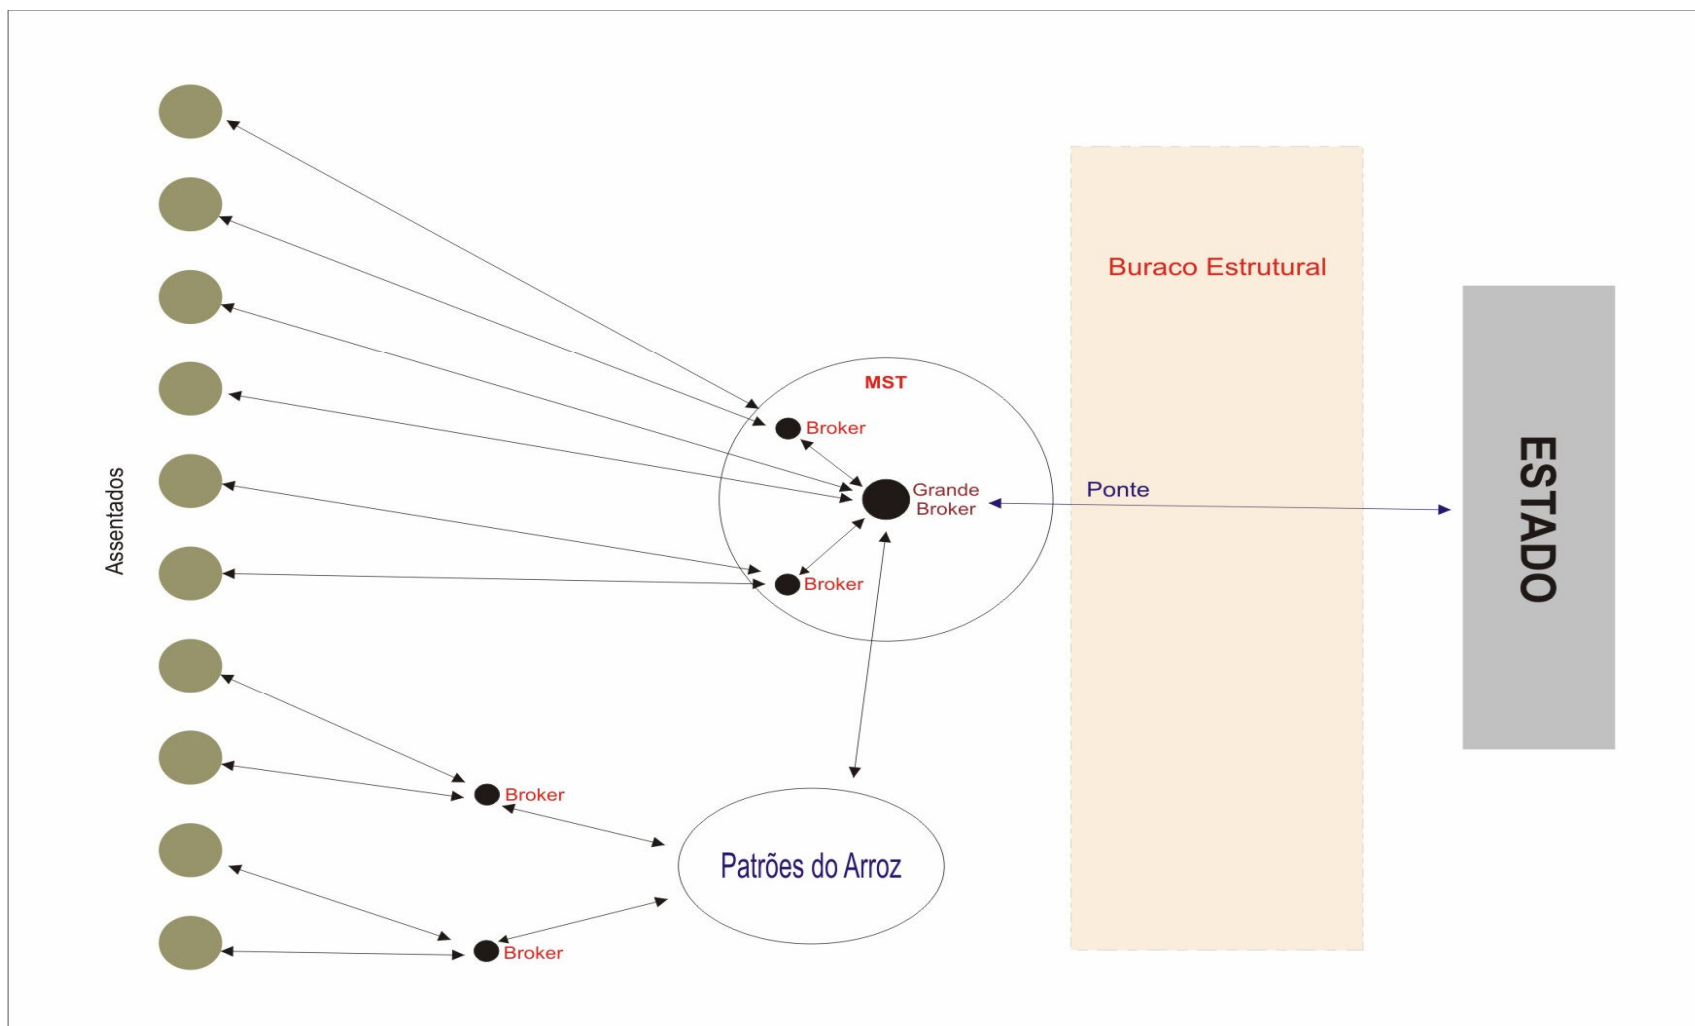 Buraco Estrutural
MST
Broker
Assentados
Grande
Broker
Ponte
ESTADO
Broker
Broker
Patrões do Arroz
Broker